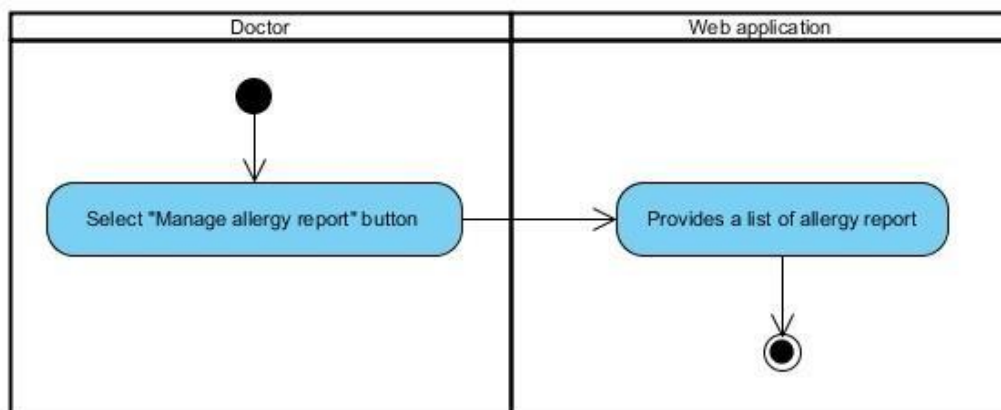 Doctor
Web application
Select "Manage allergy report" button
Provides a list of allergy report